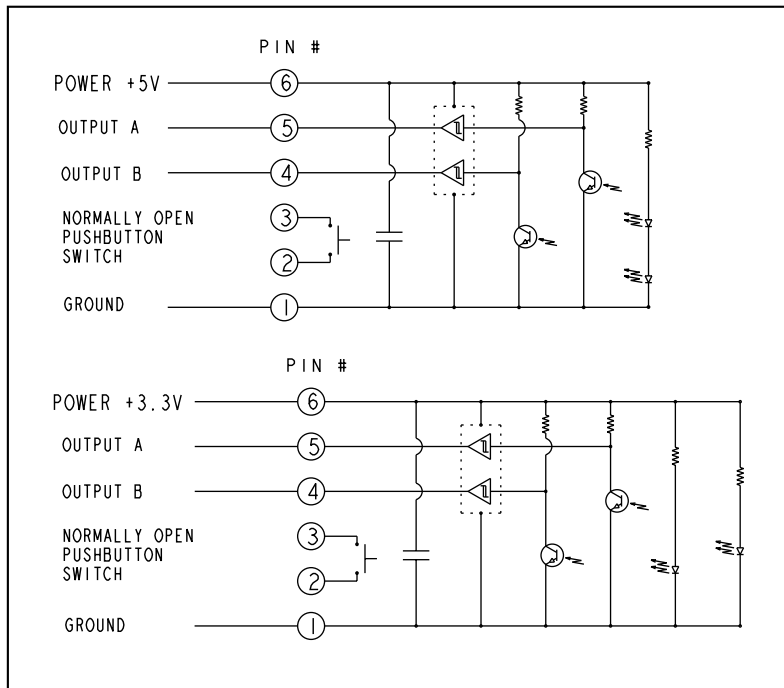 PIN #
POWER +5V 6
OUTPUT A 5
OUTPUT B 4
NORMALLY OPEN 3
PUSHBUTTON
SWITCH 2
GROUND 1
PIN #
POWER +3.3V 6
OUTPUT A 5
OUTPUT B 4
NORMALLY OPEN 3
PUSHBUTTON
SWITCH 2
GROUND 1